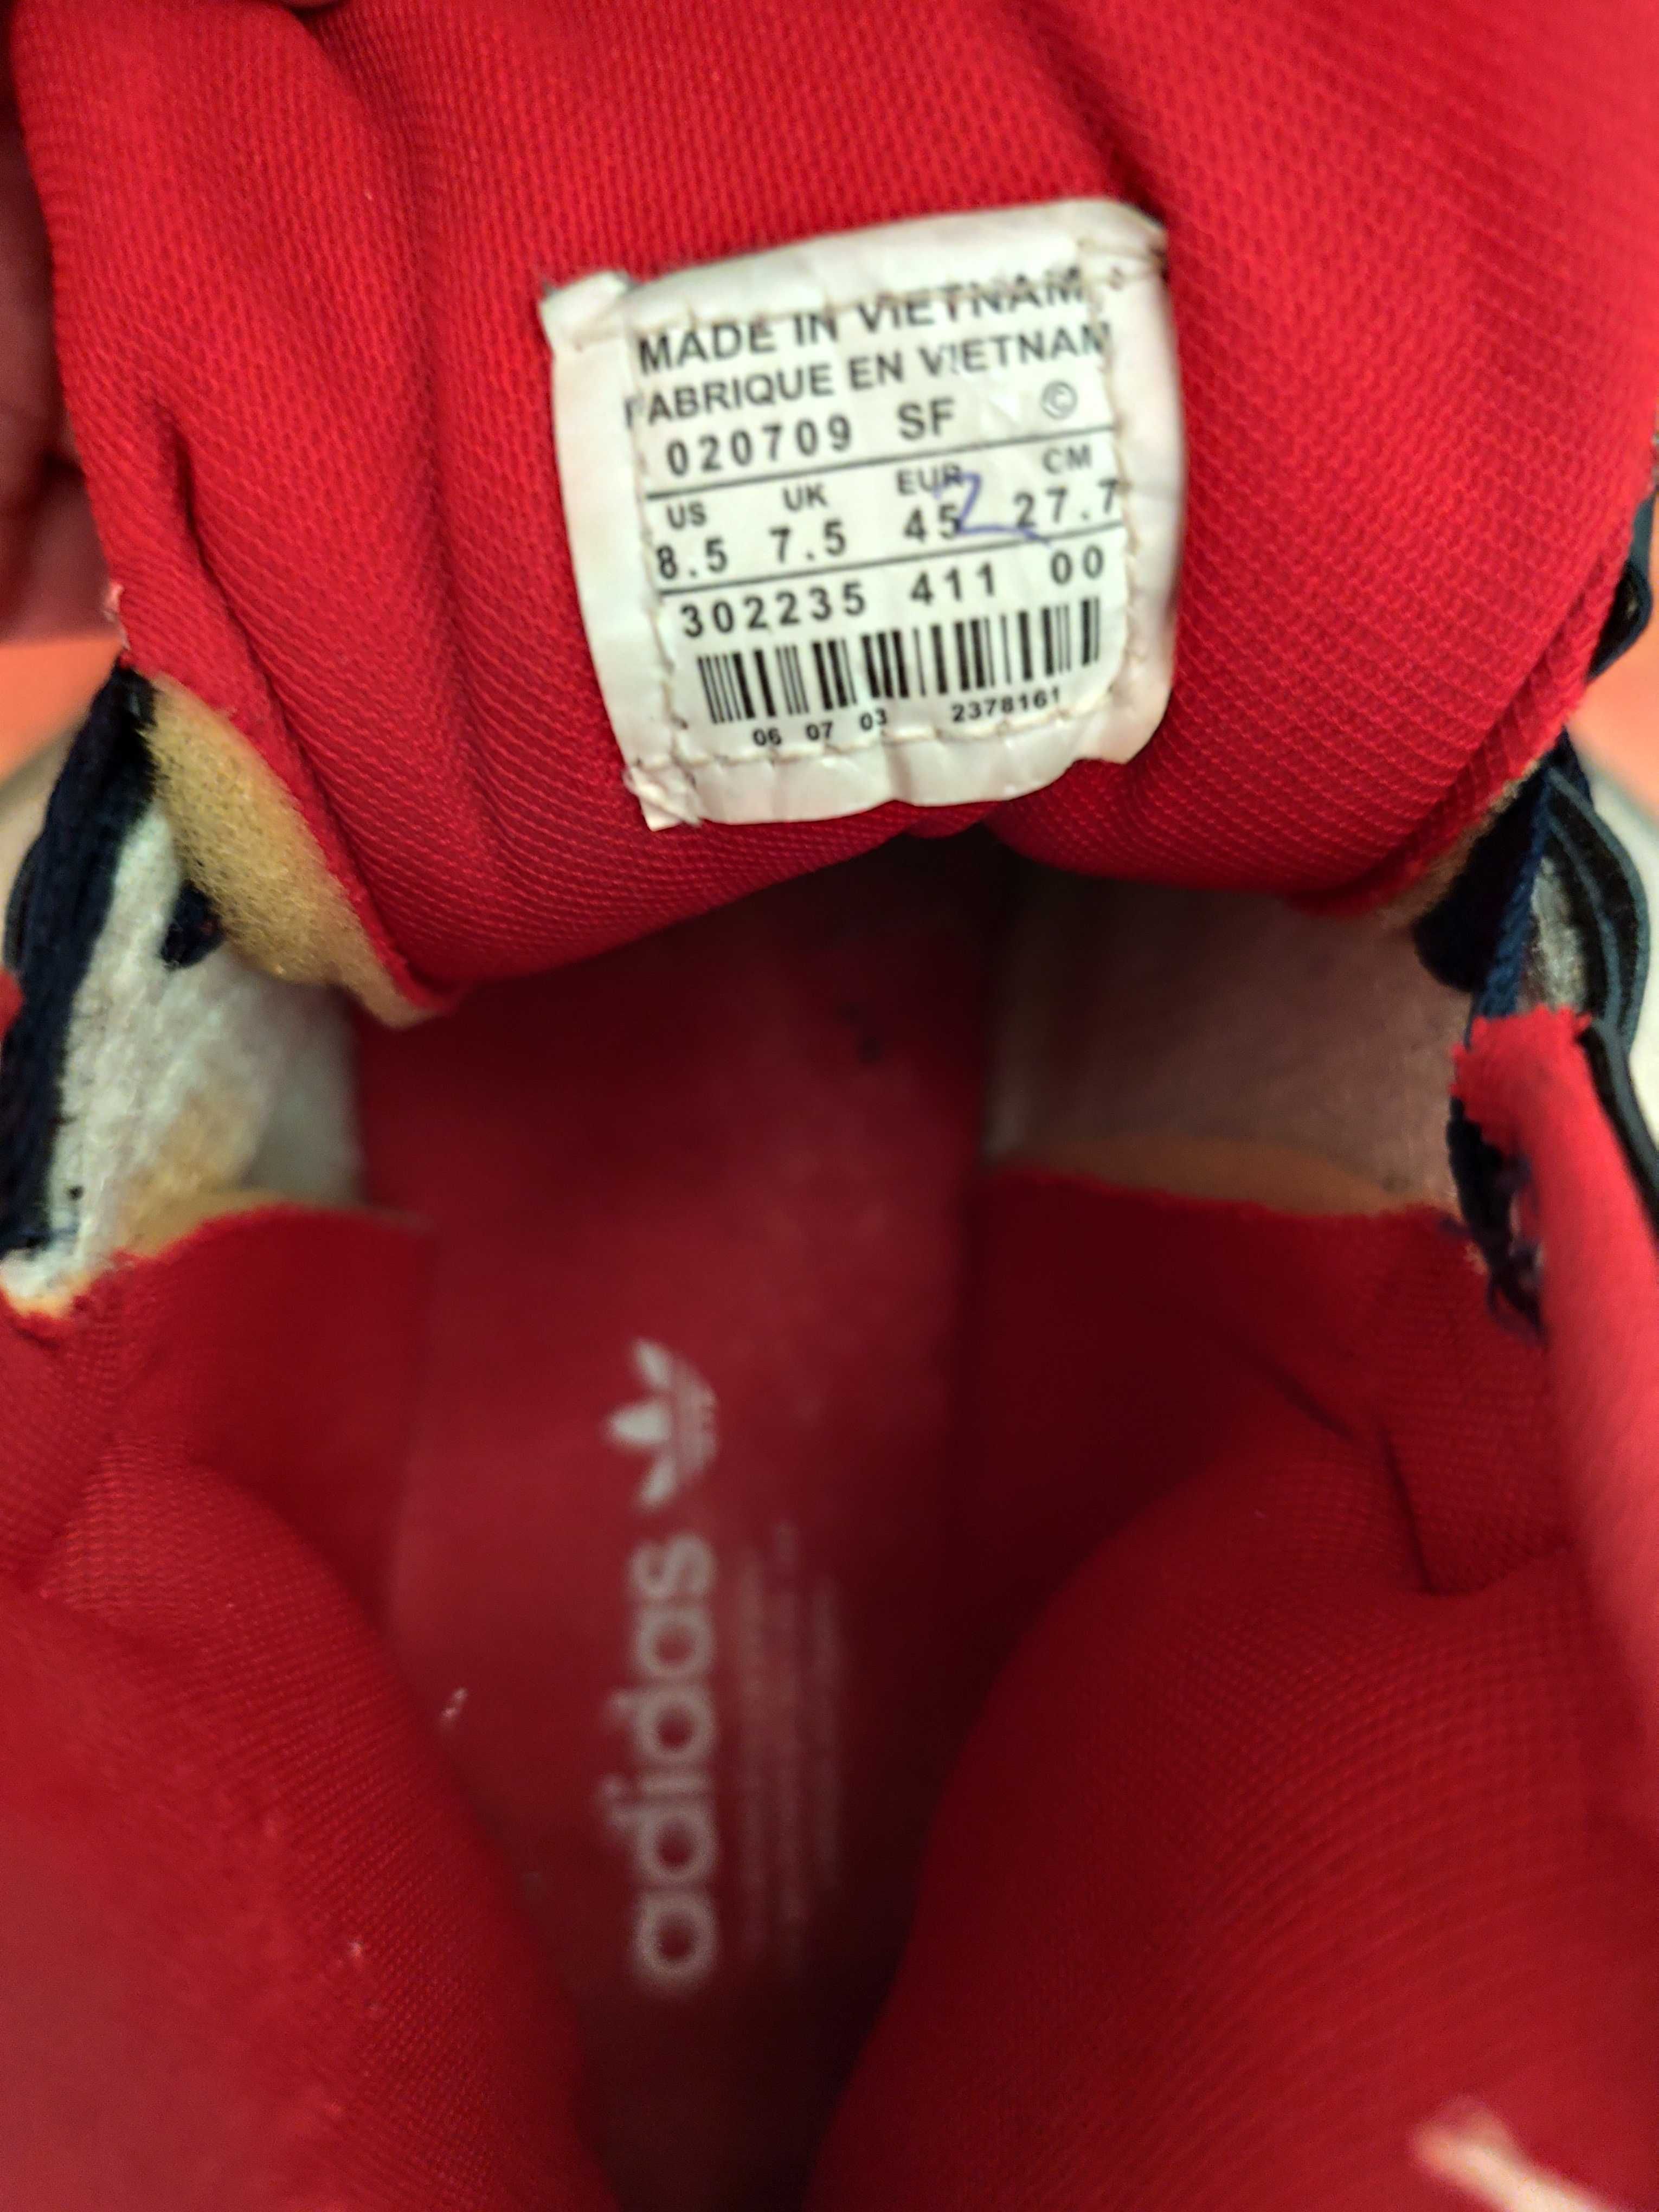 MADE IN VIETNAM
FABRIQUE EN VIETNAM
020709 SF ©
US UK EUR CM
8.5 7.5 45 27.7
2
302235 411 00
06 07 03 2378161
adidas